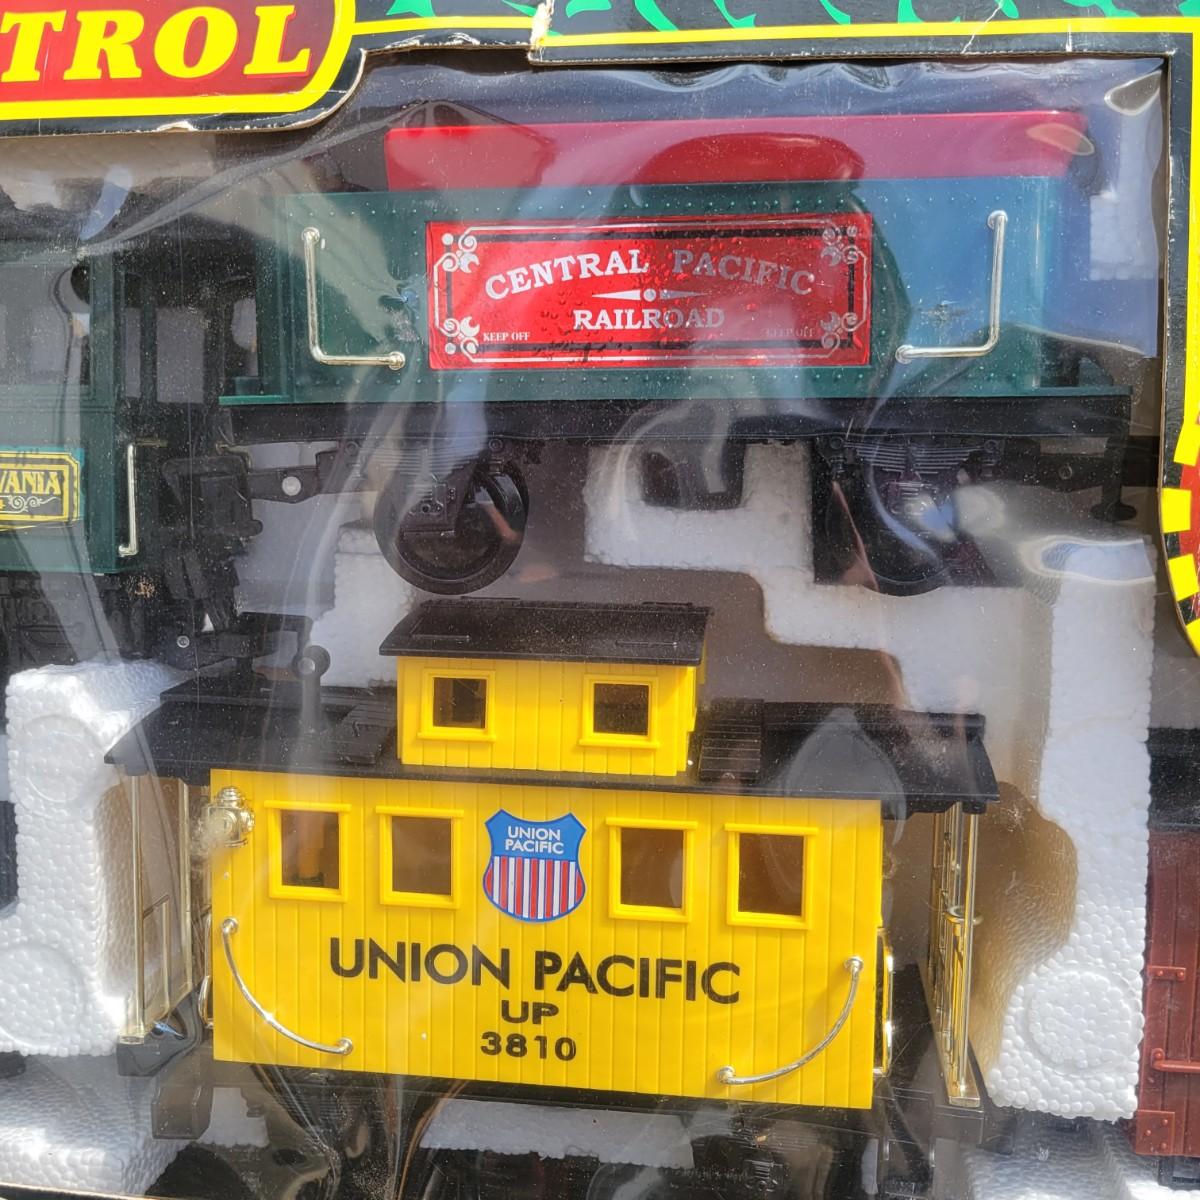 TROL
CENTRAL PACIFIC
RAILROAD
KEEP OFF
KEEP OFF
VANIA
UNION
PACIFIC
UNION PACIFIC
UP
3810